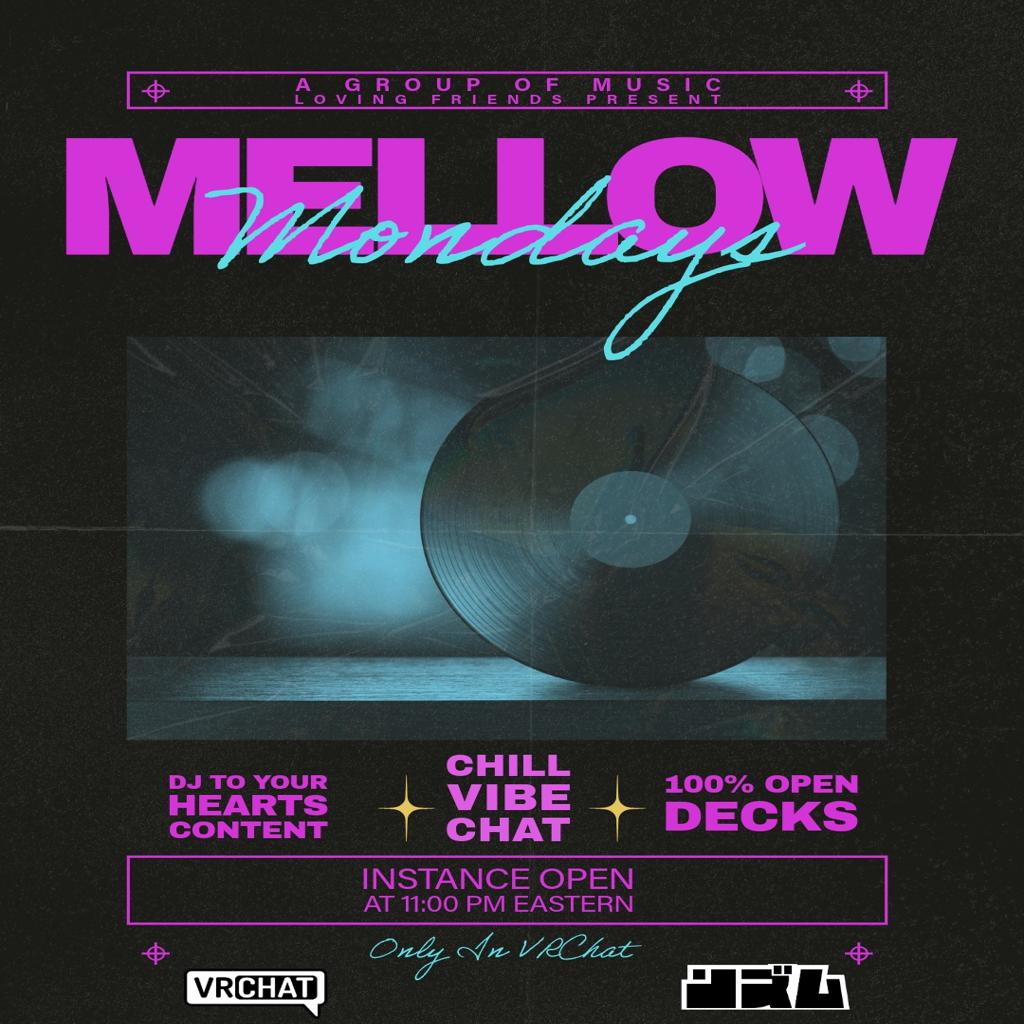 A GROUP OF MUSIC
LOVING FRIENDS PRESENT
MELLOW
Mondays
DJ TO YOUR
HEARTS
CONTENT
CHILL
VIBE
CHAT
100% OPEN
DECKS
INSTANCE OPEN
AT 11:00 PM EASTERN
Only In VRChat
VRCHAT